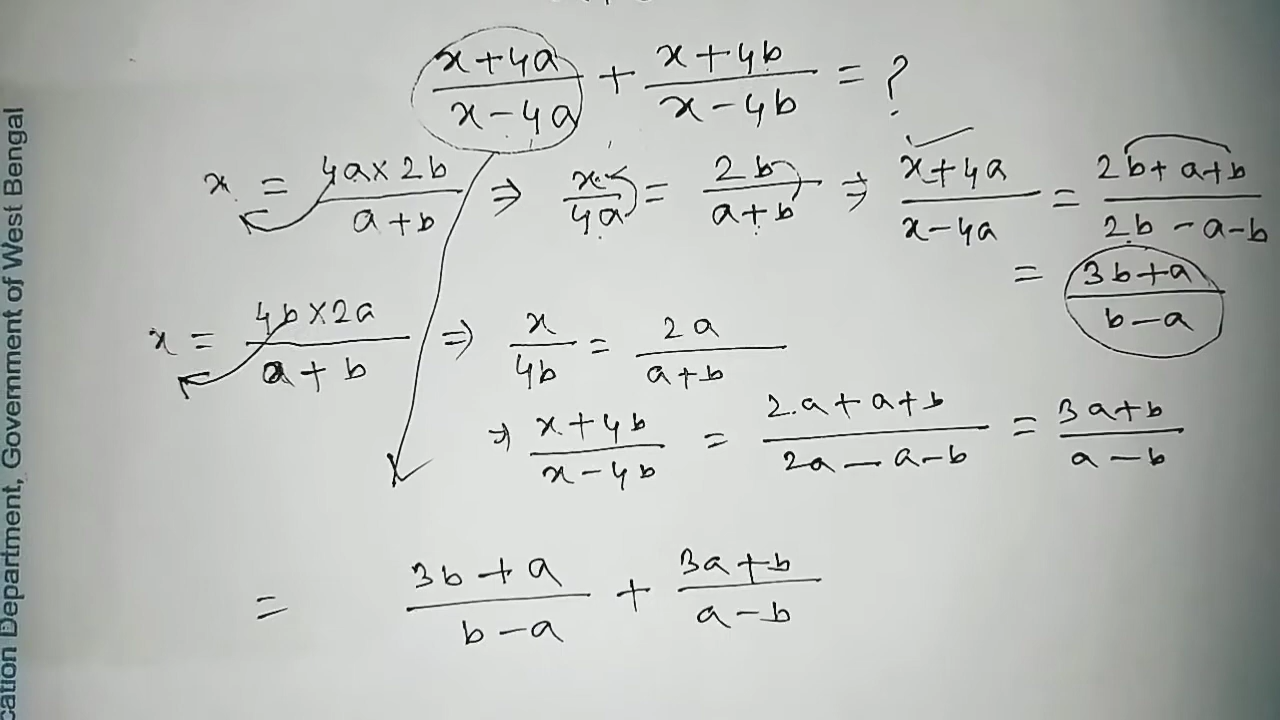 (x+4a)/(x-4a) + (x+4b)/(x-4b) = ?
x = (4a×2b)/(a+b) ⇒ x/4a = 2b/(a+b) ⇒ (x+4a)/(x-4a) = (2b+a+b)/(2b-a-b)
= (3b+a)/(b-a)
x = (4b×2a)/(a+b) ⇒ x/4b = 2a/(a+b)
⇒ (x+4b)/(x-4b) = (2.a+a+b)/(2a-a-b) = (3a+b)/(a-b)
= (3b+a)/(b-a) + (3a+b)/(a-b)
cation Department, Government of West Bengal